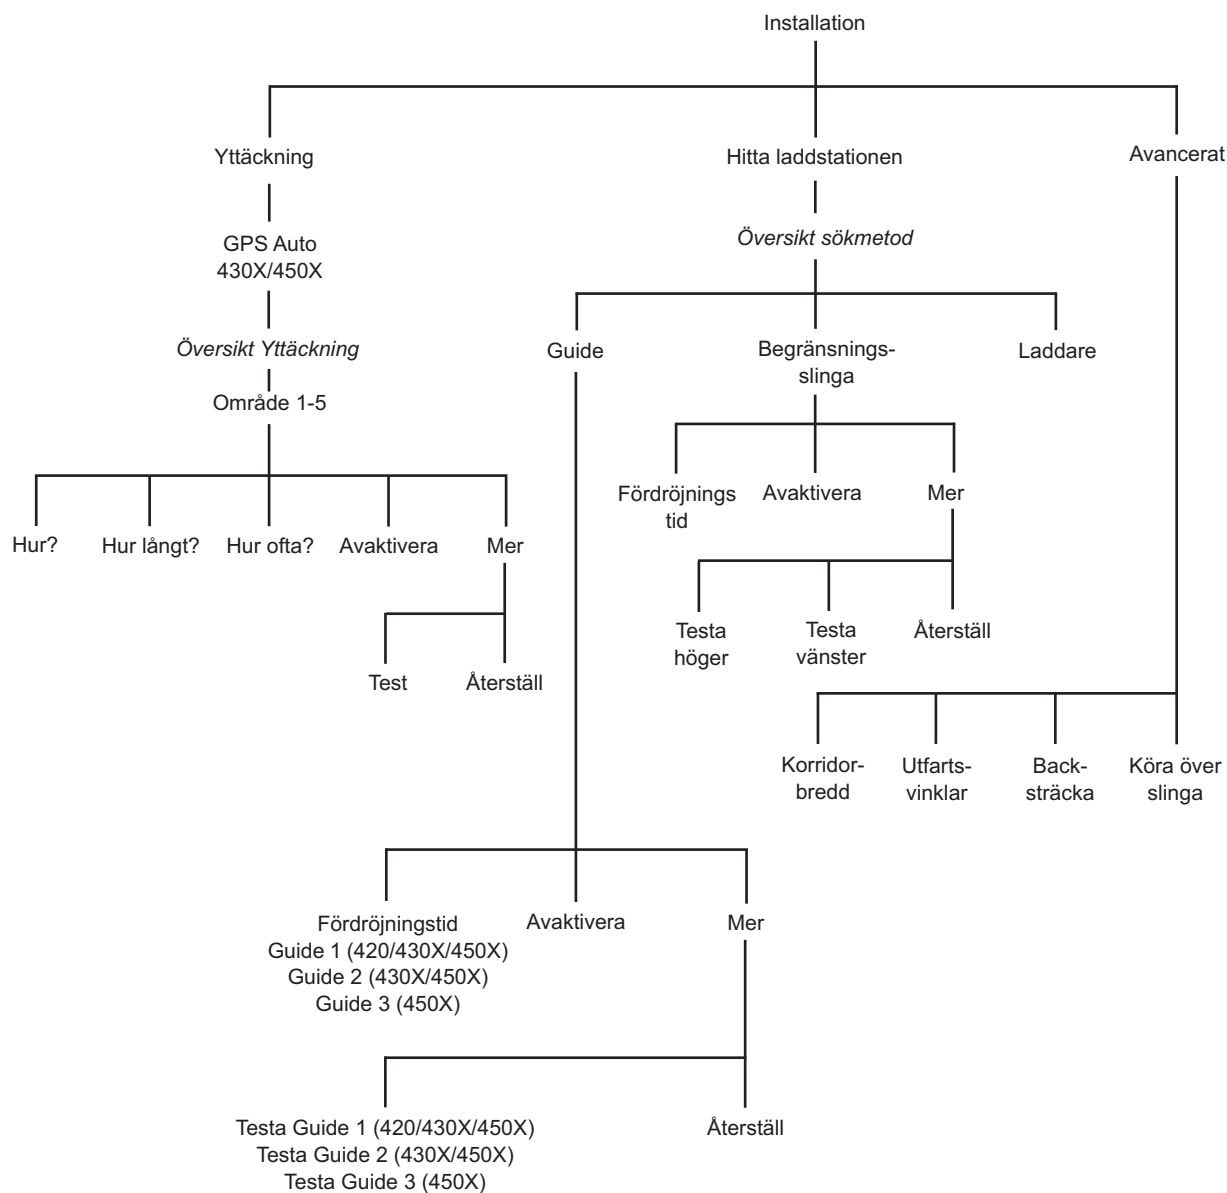 Installation
Yttäckning
Hitta laddstationen
Avancerat
GPS Auto
430X/450X
Översikt sökmetod
Översikt Yttäckning
Guide
Begränsnings-
slinga
Laddare
Område 1-5
Fördröjnings
tid
Avaktivera
Mer
Hur?
Hur långt?
Hur ofta?
Avaktivera
Mer
Testa
höger
Testa
vänster
Återställ
Test
Återställ
Korridor-
bredd
Utfarts-
vinklar
Back-
sträcka
Köra över
slinga
Fördröjningstid
Guide 1 (420/430X/450X)
Guide 2 (430X/450X)
Guide 3 (450X)
Avaktivera
Mer
Testa Guide 1 (420/430X/450X)
Testa Guide 2 (430X/450X)
Testa Guide 3 (450X)
Återställ